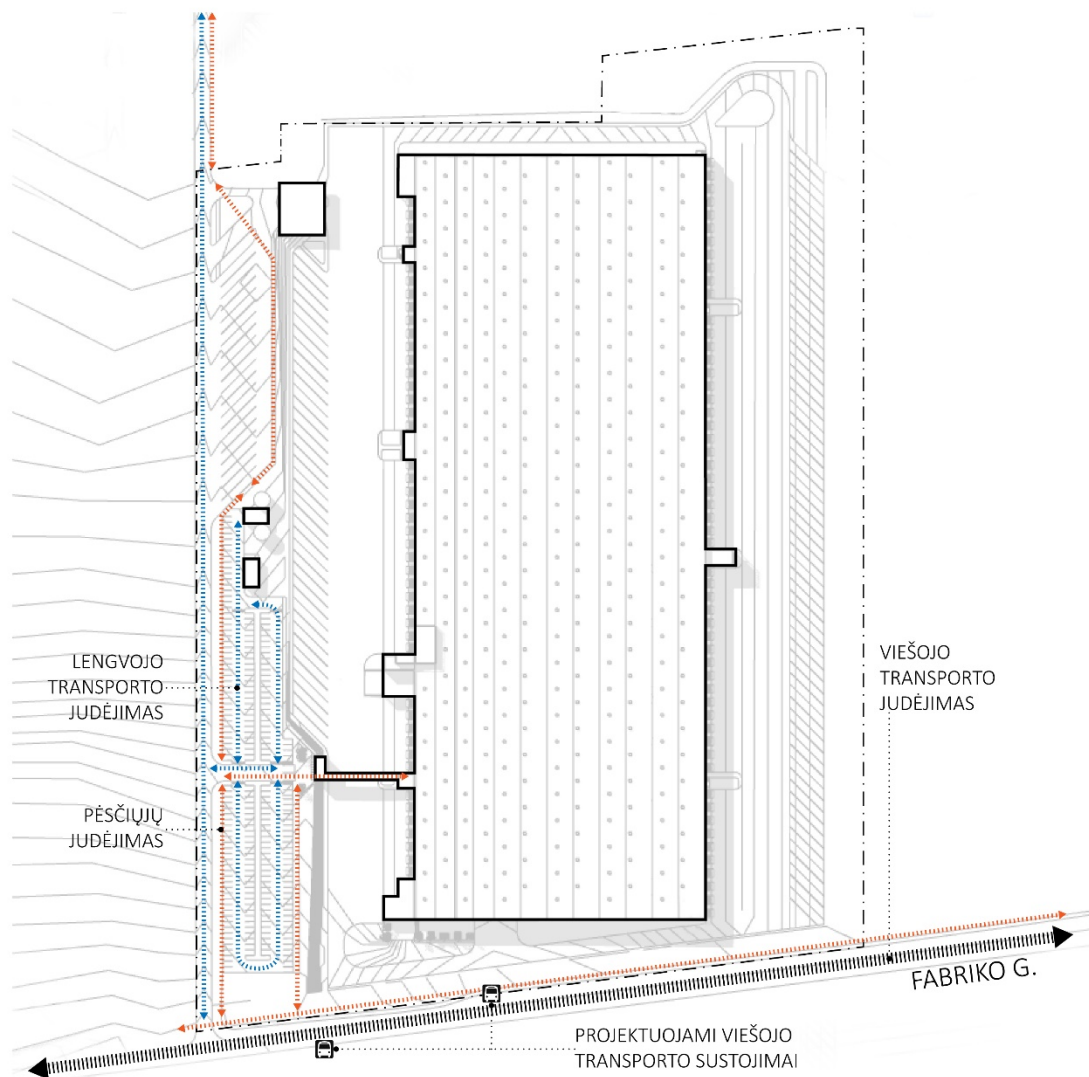 LENGVOJO
TRANSPORTO
JUDĖJIMAS
VIEŠOJO
TRANSPORTO
JUDĖJIMAS
PĖSČIŲJŲ
JUDĖJIMAS
FABRIKO G.
PROJEKTUOJAMI VIEŠOJO
TRANSPORTO SUSTOJIMAI